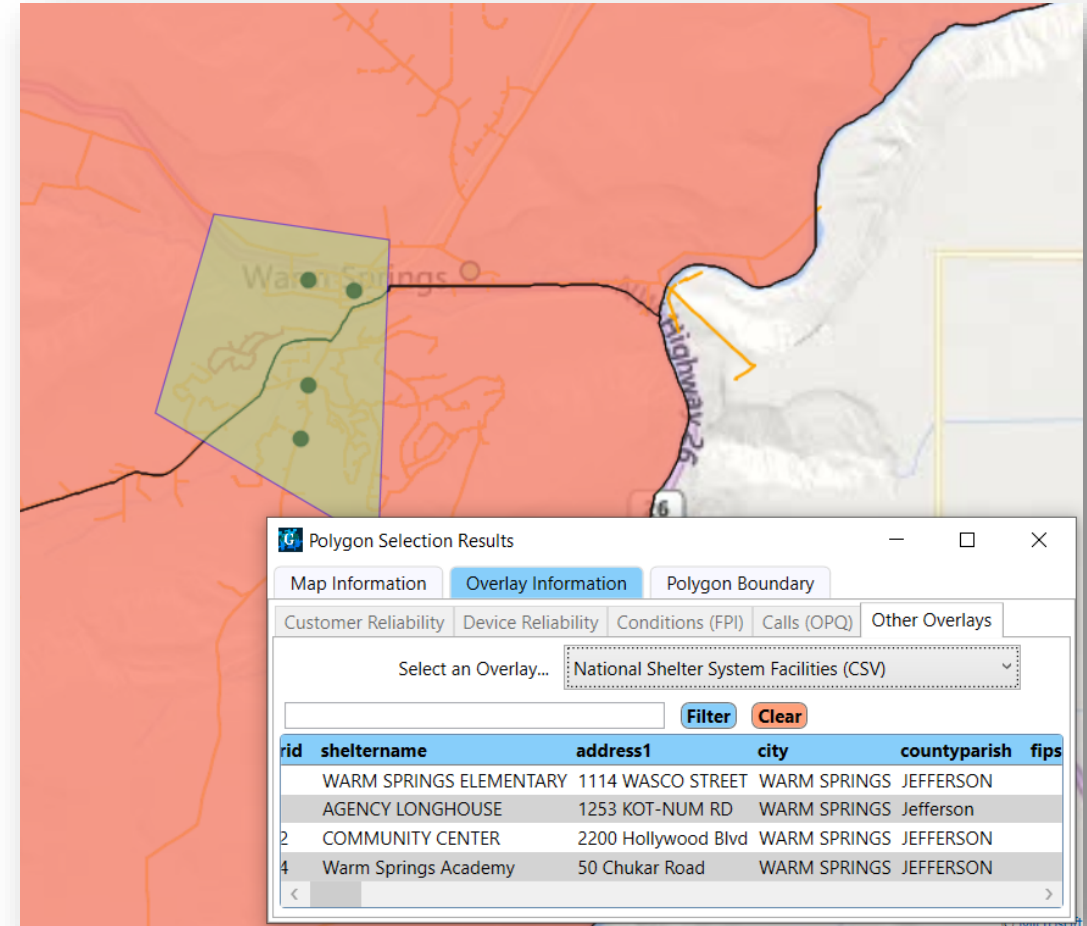 Warm Springs
Highway 26
26
Polygon Selection Results
Map Information Overlay Information Polygon Boundary
Customer Reliability Device Reliability Conditions (FPI) Calls (OPQ) Other Overlays
Select an Overlay... National Shelter System Facilities (CSV)
Filter Clear
rid sheltername address1 city countyparish fips
WARM SPRINGS ELEMENTARY 1114 WASCO STREET WARM SPRINGS JEFFERSON
AGENCY LONGHOUSE 1253 KOT-NUM RD WARM SPRINGS Jefferson
2 COMMUNITY CENTER 2200 Hollywood Blvd WARM SPRINGS JEFFERSON
4 Warm Springs Academy 50 Chukar Road WARM SPRINGS JEFFERSON